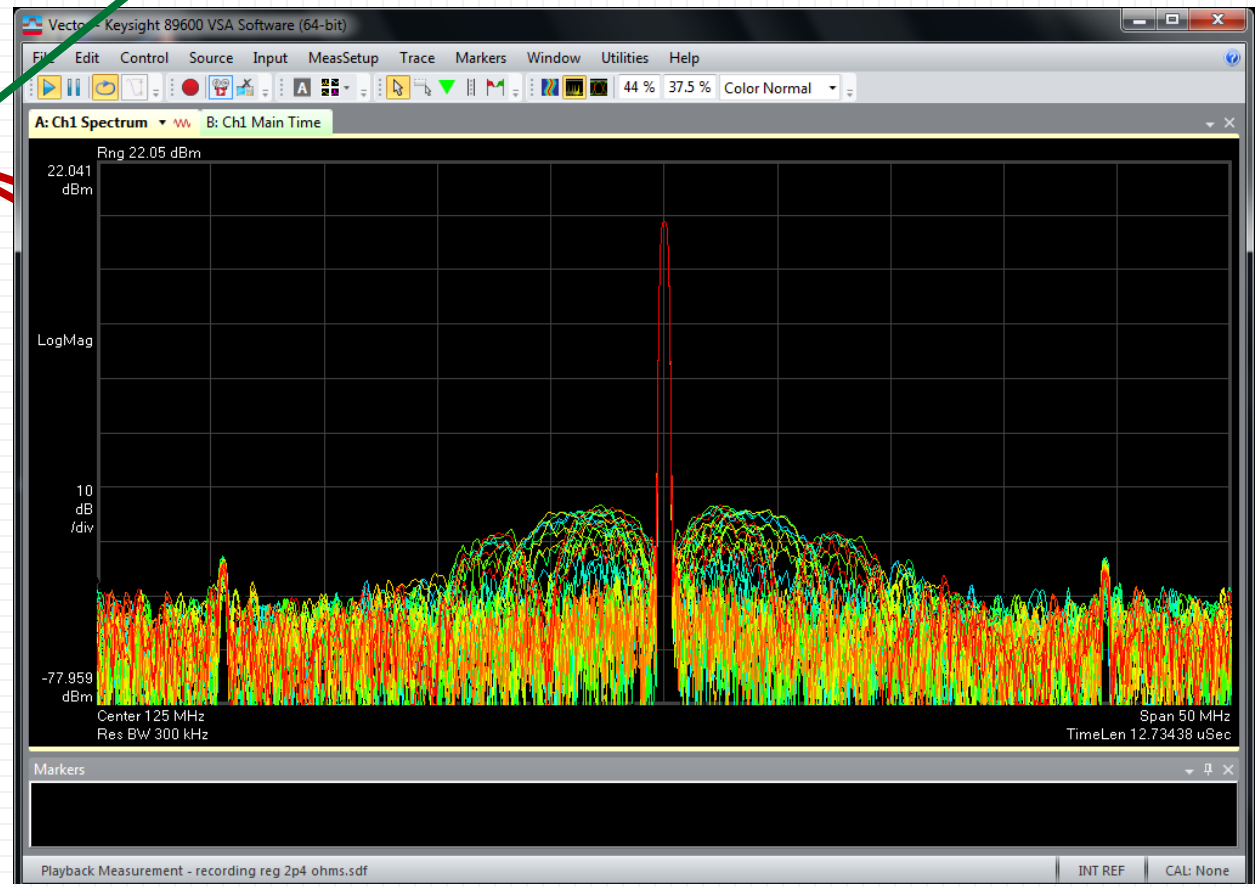 Vector - Keysight 89600 VSA Software (64-bit)
File Edit Control Source Input MeasSetup Trace Markers Window Utilities Help
A 44 % 37.5 % Color Normal
A: Ch1 Spectrum B: Ch1 Main Time
Rng 22.05 dBm
22.041
dBm
LogMag
10
dB
/div
-77.959
dBm
Center 125 MHz Span 50 MHz
Res BW 300 kHz TimeLen 12.73438 uSec
Markers
Playback Measurement - recording reg 2p4 ohms.sdf INT REF CAL: None